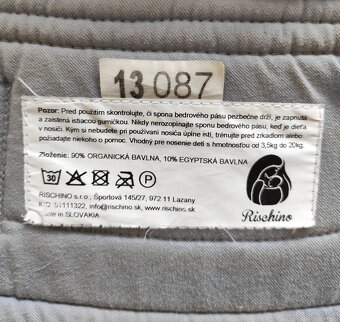 13 087
Pozor: Pred použitím skontrolujte, či spona bedrového pásu pezbečne drží, je zapnutá
a zaistená istiacou gumičkou. Nikdy nerozopínajte sponu bedrového pásu, keď je dieťa
v nosiči. Kým si nebudete pri používaní nosiča úplne istí, trénujte pred zrkadlom alebo
požiadajte niekoho o pomoc. Vhodný pre nosenie detí s hmotnosťou od 3,5kg do 20kg.
Zloženie: 90% ORGANICKÁ BAVLNA, 10% EGYPTSKÁ BAVLNA
30
P
RISCHINO s.r.o., Športová 145/27, 972 11 Lazany
51111322, info@rischino.sk, www.rischino.sk
Made in SLOVAKIA
Rischino